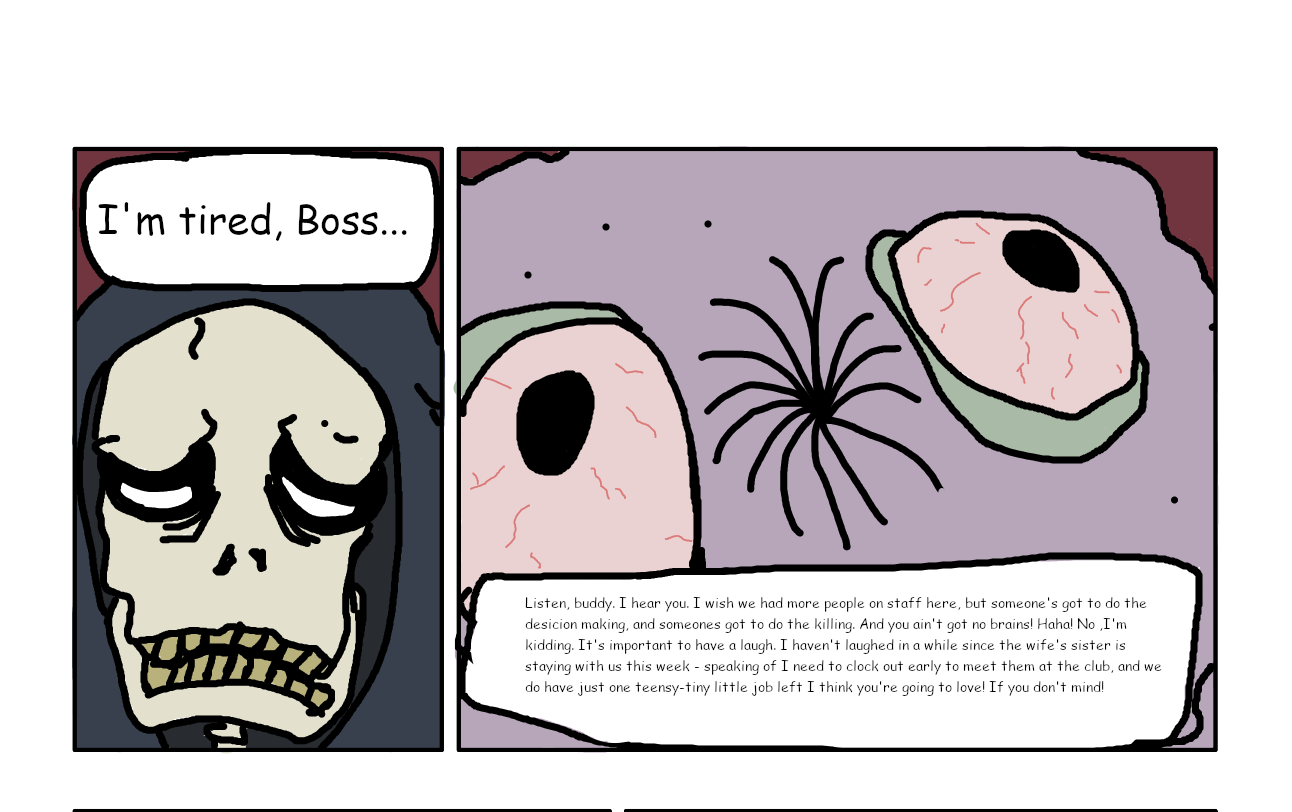 I'm tired, Boss...
Listen, buddy. I hear you. I wish we had more people on staff here, but someone's got to do the
desicion making, and someones got to do the killing. And you ain't got no brains! Haha! No ,I'm
kidding. It's important to have a laugh. I haven't laughed in a while since the wife's sister is
staying with us this week - speaking of I need to clock out early to meet them at the club, and we
do have just one teensy-tiny little job left I think you're going to love! If you don't mind!